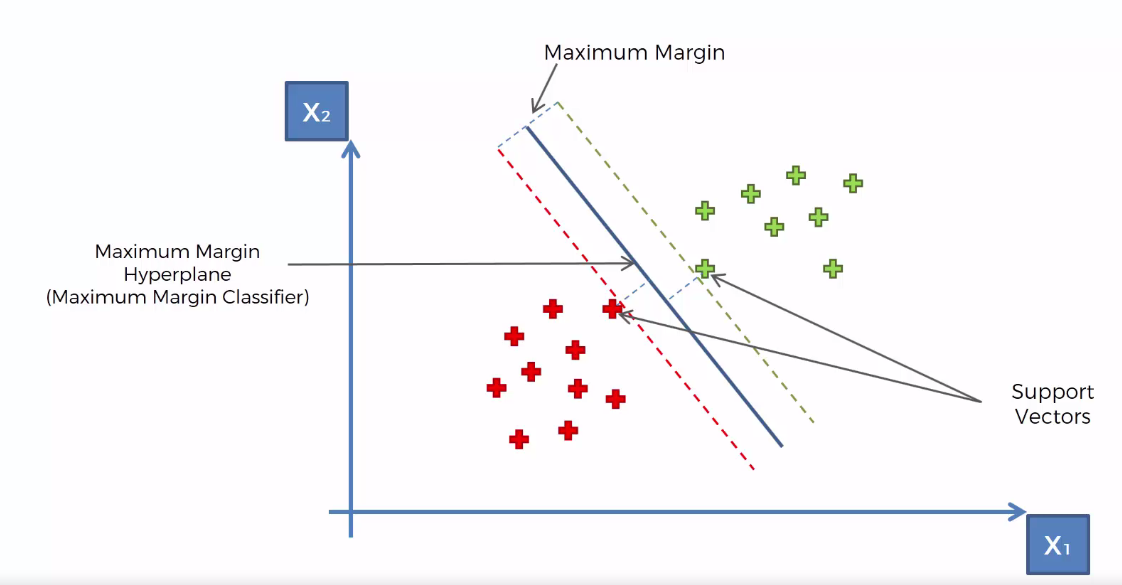 Maximum Margin
X₂
Maximum Margin
Hyperplane
(Maximum Margin Classifier)
Support
Vectors
X₁